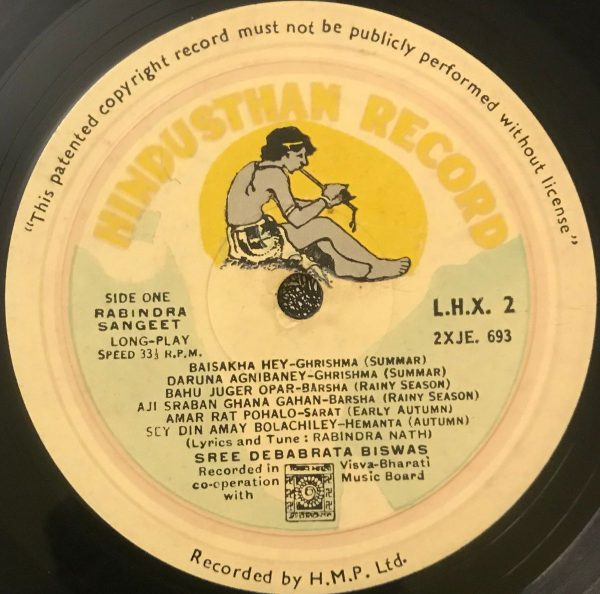 "This patented copyright record must not be publicly performed without license"
HINDUSTHAN RECORD
SIDE ONE
RABINDRA
SANGEET
LONG-PLAY
SPEED 33⅓ R.P.M.
L.H.X. 2
2XJE. 693
BAISAKHA HEY-GHRISHMA (SUMMAR)
DARUNA AGNIBANEY-GHRISHMA (SUMMAR)
BAHU JUGER OPAR-BARSHA (RAINY SEASON)
AJI SRABAN GHANA GAHAN-BARSHA (RAINY SEASON)
AMAR RAT POHALO-SARAT (EARLY AUTUMN)
SEY DIN AMAY BOLACHILEY-HEMANTA (AUTUMN)
(Lyrics and Tune : RABINDRA NATH)
SREE DEBABRATA BISWAS
Recorded in
co-operation
with
Visva-Bharati
Music Board
Recorded by H.M.P. Ltd.